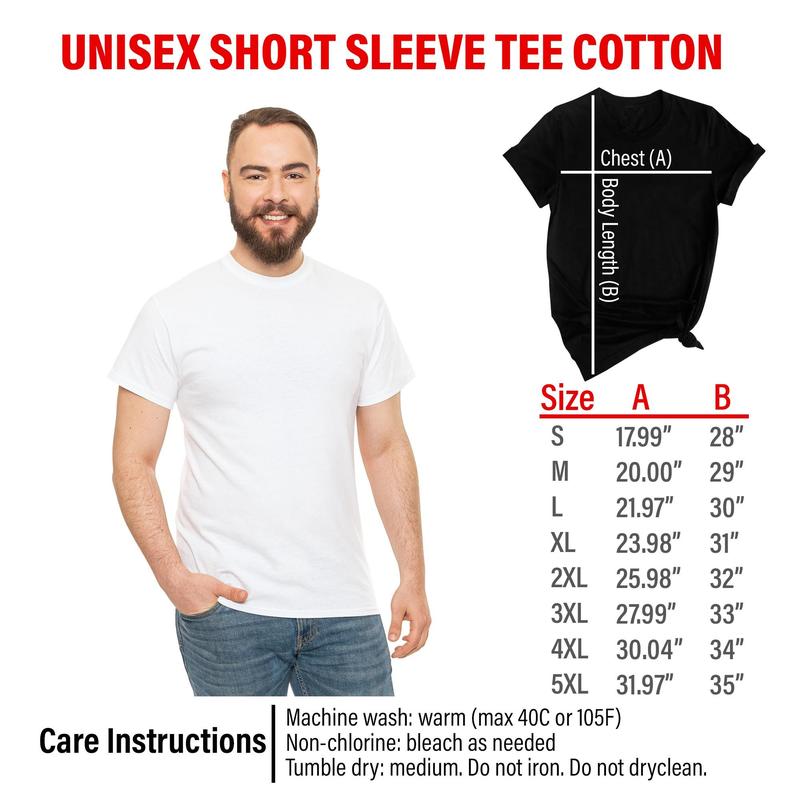 UNISEX SHORT SLEEVE TEE COTTON
Chest (A)
Body Length (B)
Size A B
S 17.99" 28"
M 20.00" 29"
L 21.97" 30"
XL 23.98" 31"
2XL 25.98" 32"
3XL 27.99" 33"
4XL 30.04" 34"
5XL 31.97" 35"
Care Instructions
Machine wash: warm (max 40C or 105F)
Non-chlorine: bleach as needed
Tumble dry: medium. Do not iron. Do not dryclean.